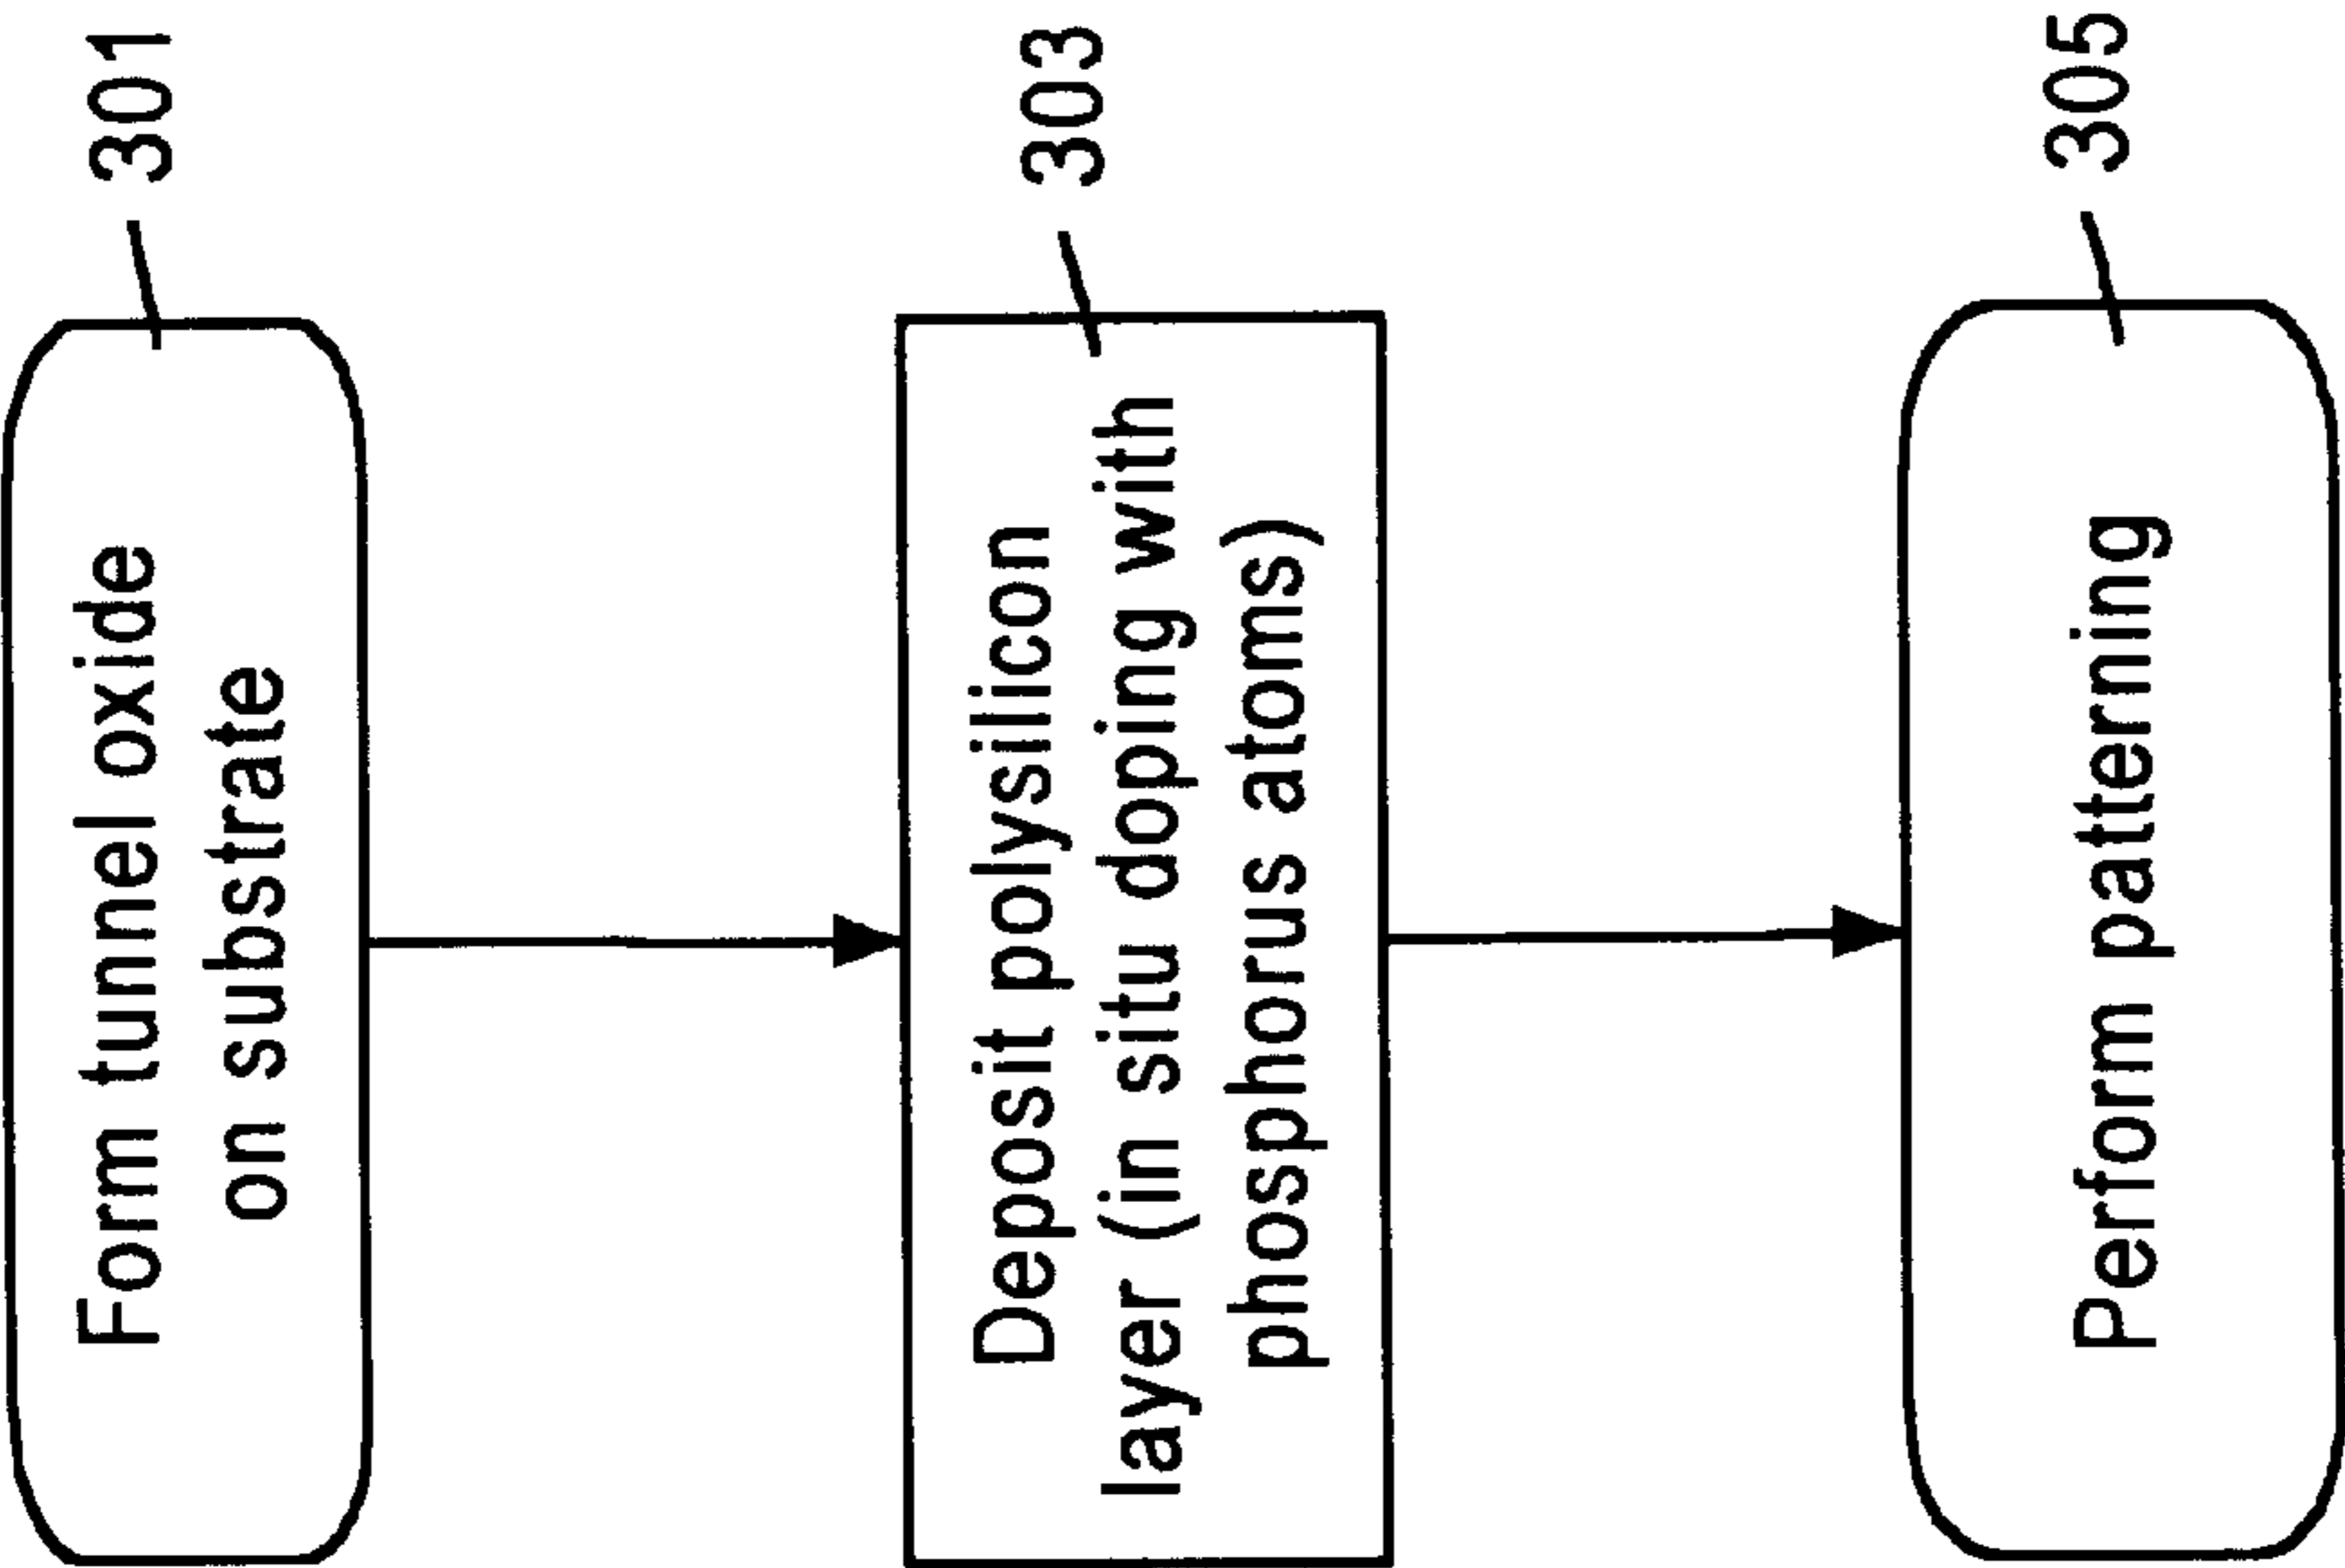 Form tunnel oxide
on substrate
301
Deposit polysilicon
layer (in situ doping with
phosphorus atoms)
303
Perform patterning
305